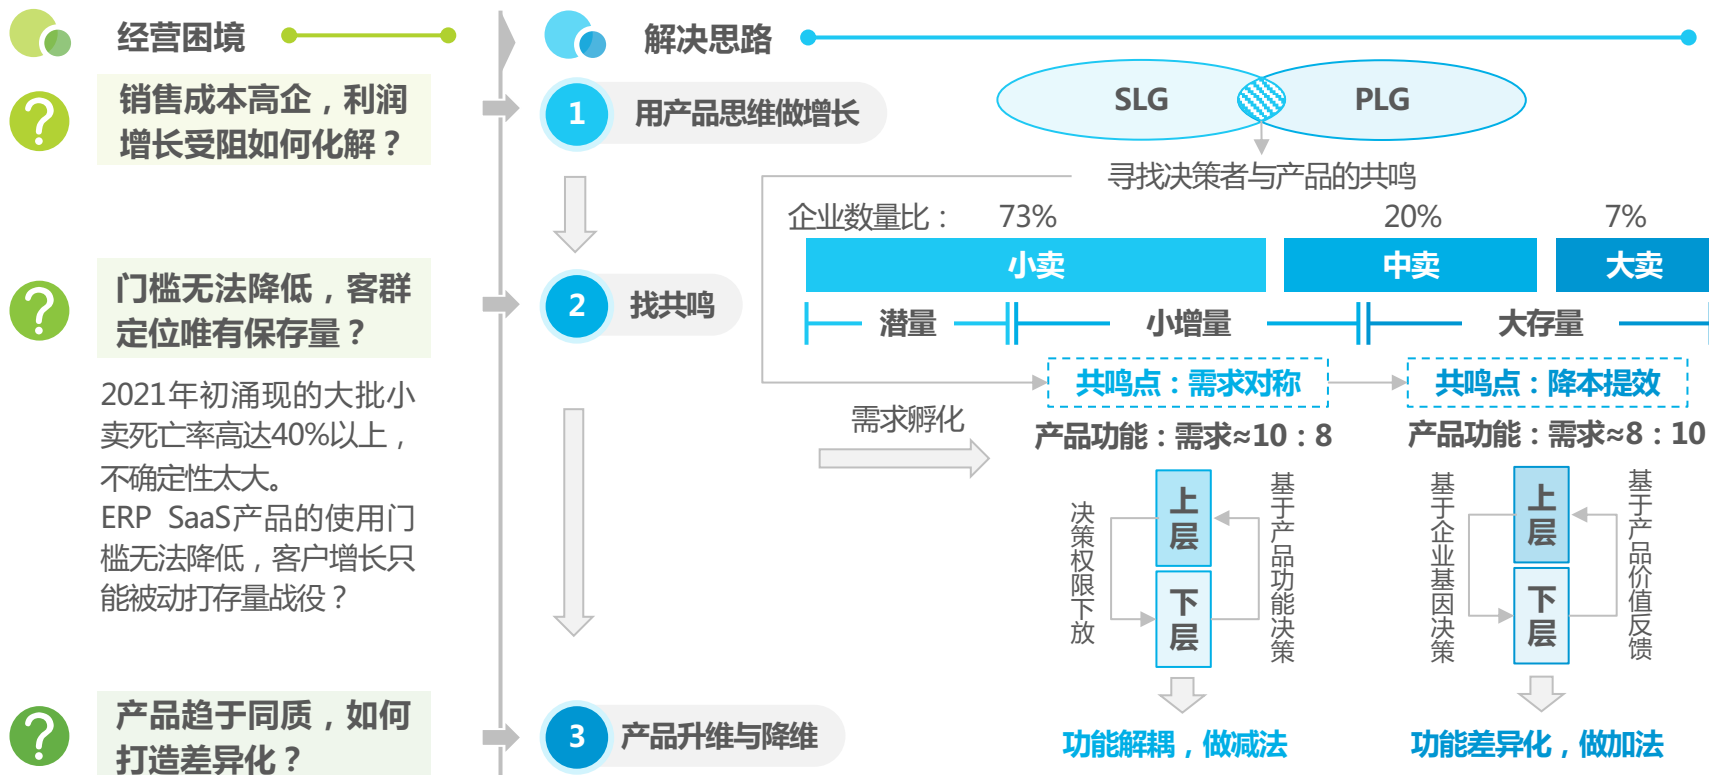 经营困境
销售成本高企，利润
增长受阻如何化解？
门槛无法降低，客群
定位唯有保存量？
2021年初涌现的大批小
卖死亡率高达40%以上，
不确定性太大。
ERP SaaS产品的使用门
槛无法降低，客户增长只
能被动打存量战役？
产品趋于同质，如何
打造差异化？
解决思路
1 用产品思维做增长
2 找共鸣
3 产品升维与降维
SLG
PLG
寻找决策者与产品的共鸣
企业数量比： 73% 20% 7%
小卖 中卖 大卖
潜量 小增量 大存量
需求孵化
共鸣点：需求对称
产品功能：需求≈10：8
决策权限下放
上层
下层
基于产品功能决策
功能解耦，做减法
共鸣点：降本提效
产品功能：需求≈8：10
基于企业基因决策
上层
下层
基于产品价值反馈
功能差异化，做加法